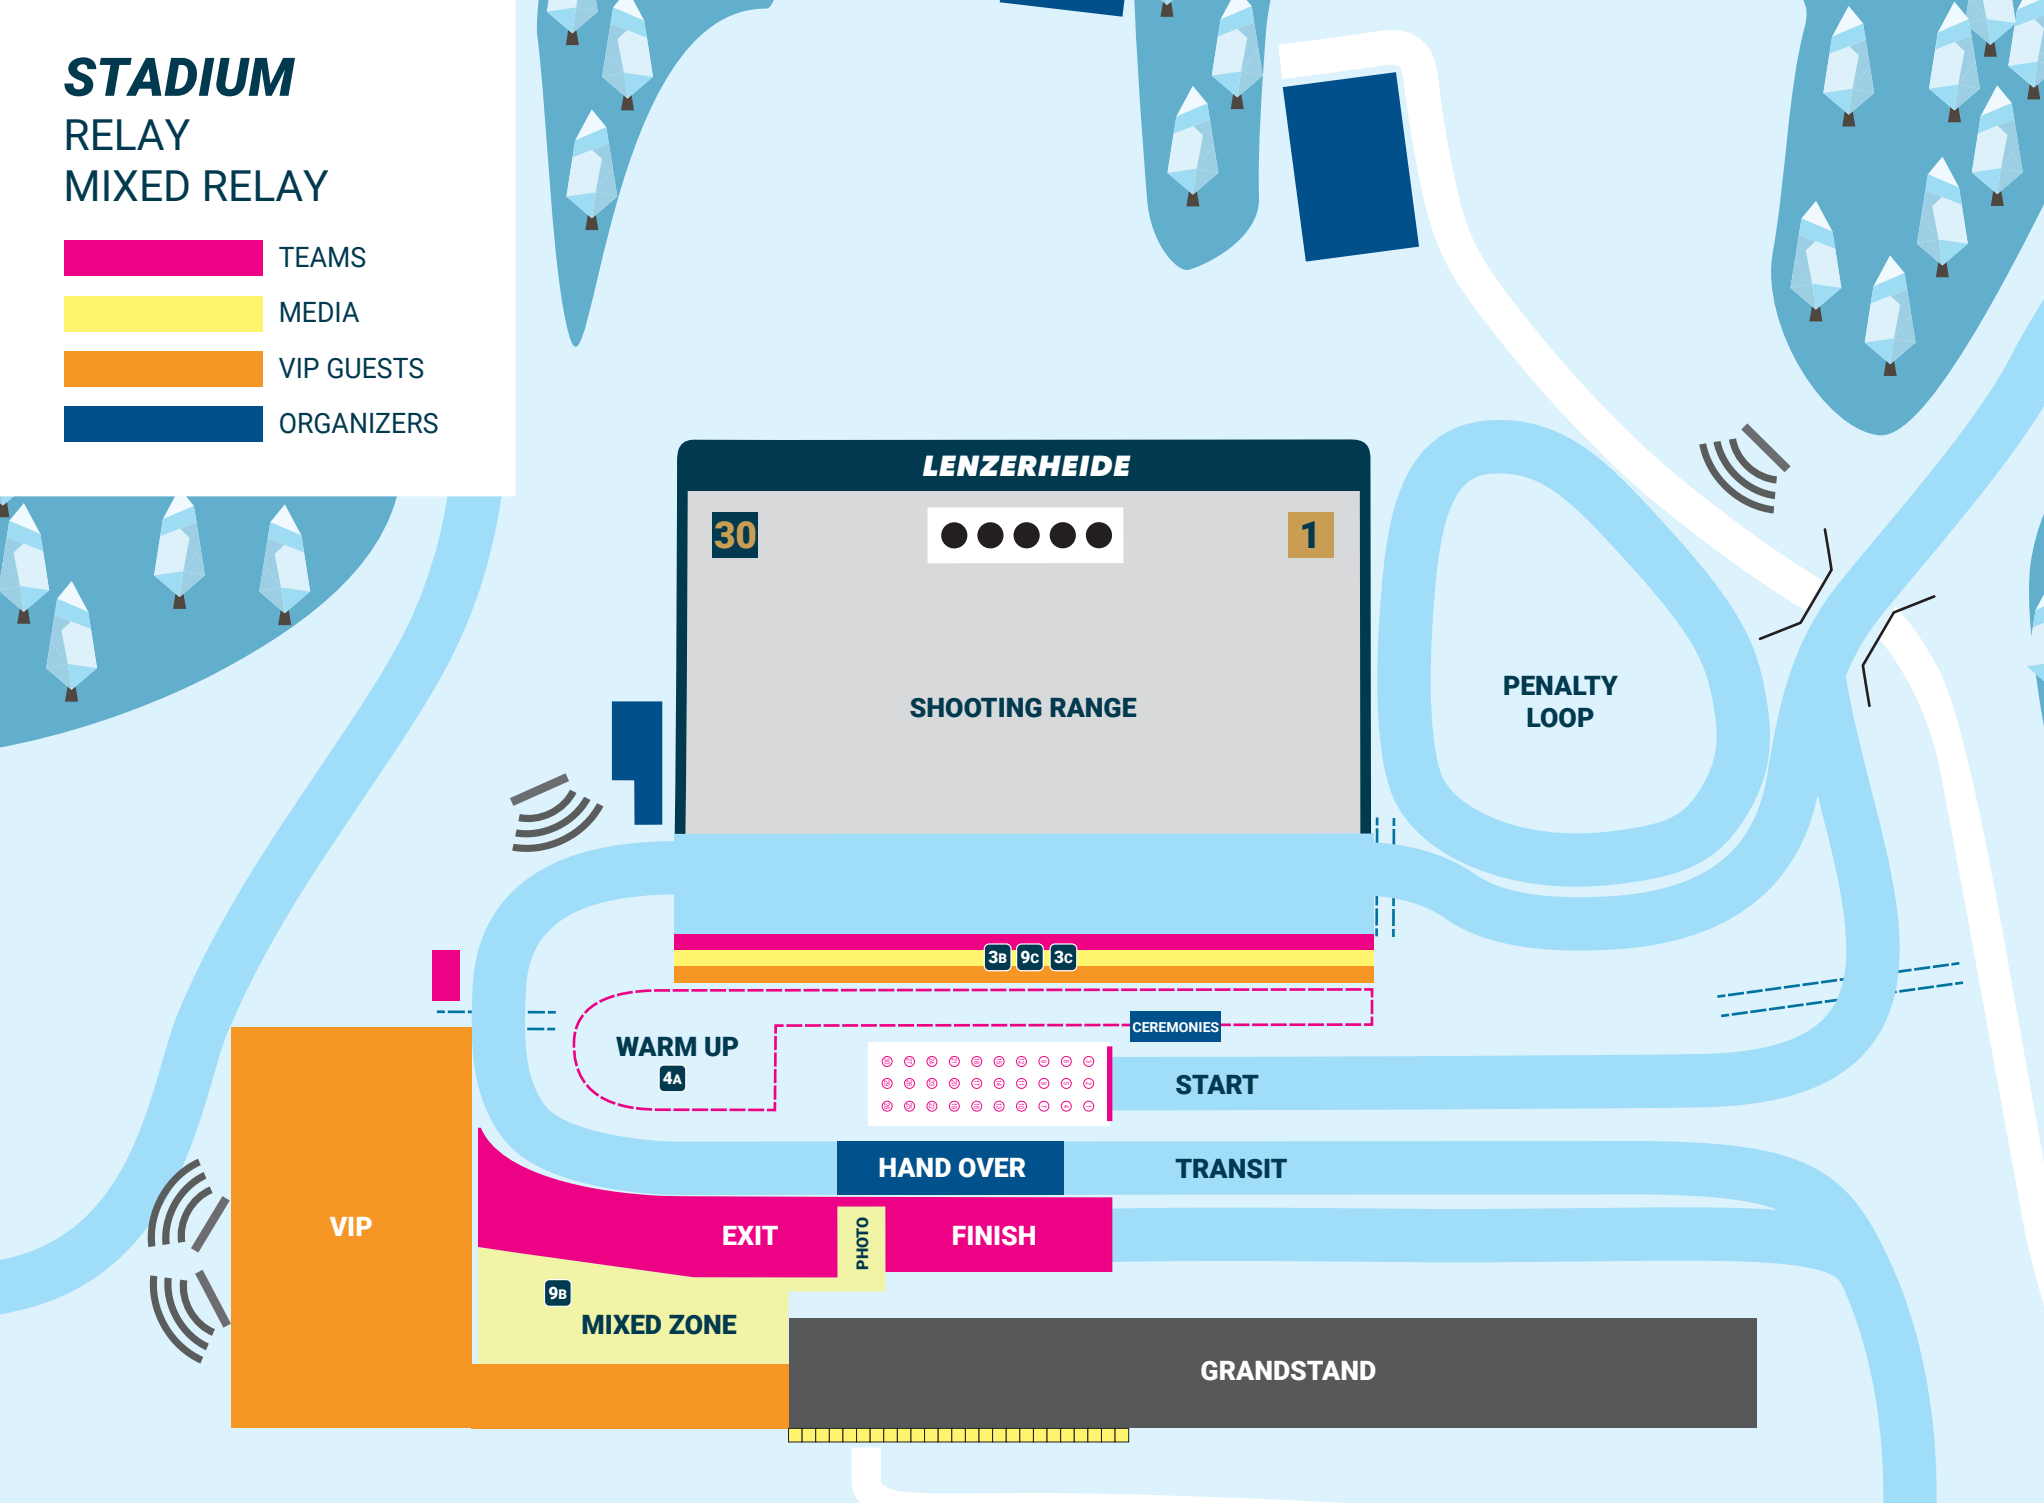 STADIUM
RELAY
MIXED RELAY
TEAMS
MEDIA
VIP GUESTS
ORGANIZERS
LENZERHEIDE
30
1
SHOOTING RANGE
PENALTY
LOOP
3B 9C 3C
CEREMONIES
WARM UP
4A
START
HAND OVER
TRANSIT
VIP
EXIT
PHOTO
FINISH
9B
MIXED ZONE
GRANDSTAND